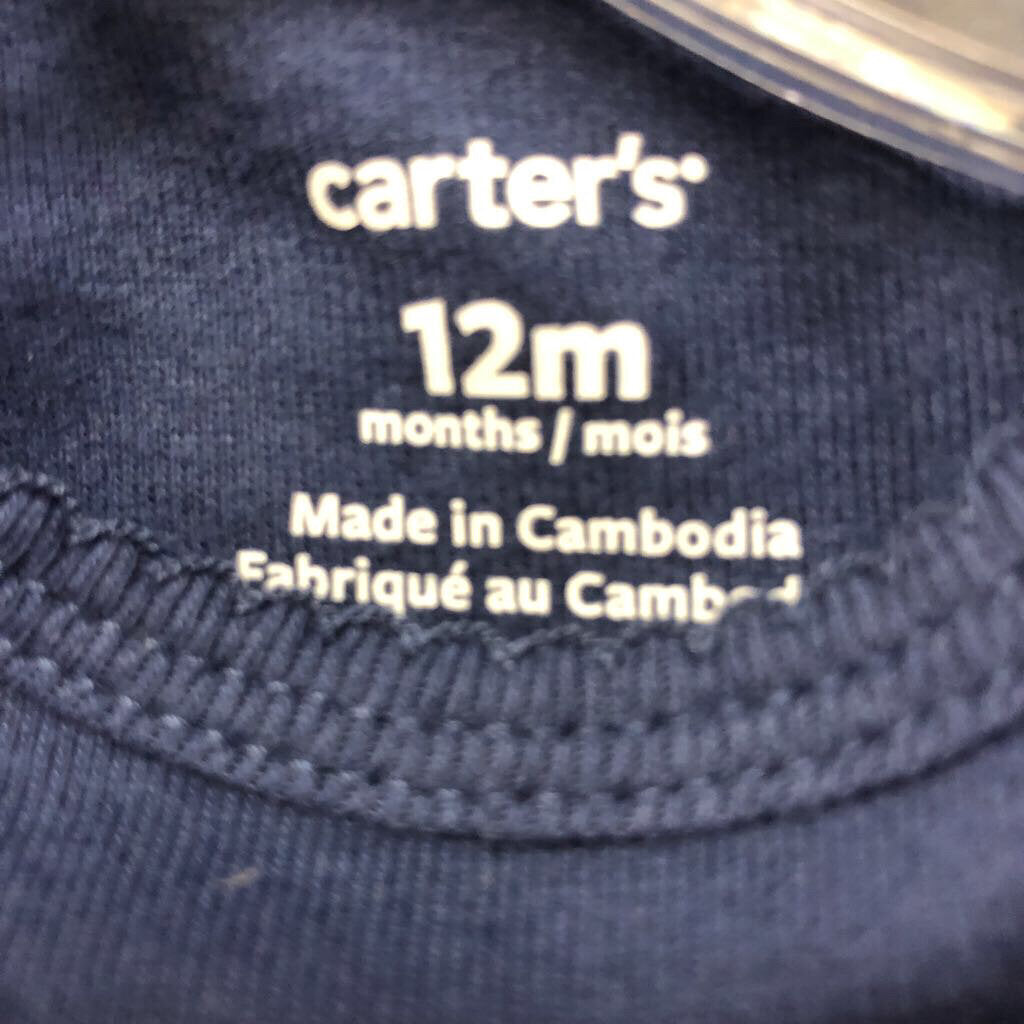 carter's
12m
months / mois
Made in Cambodia
Fabriqué au